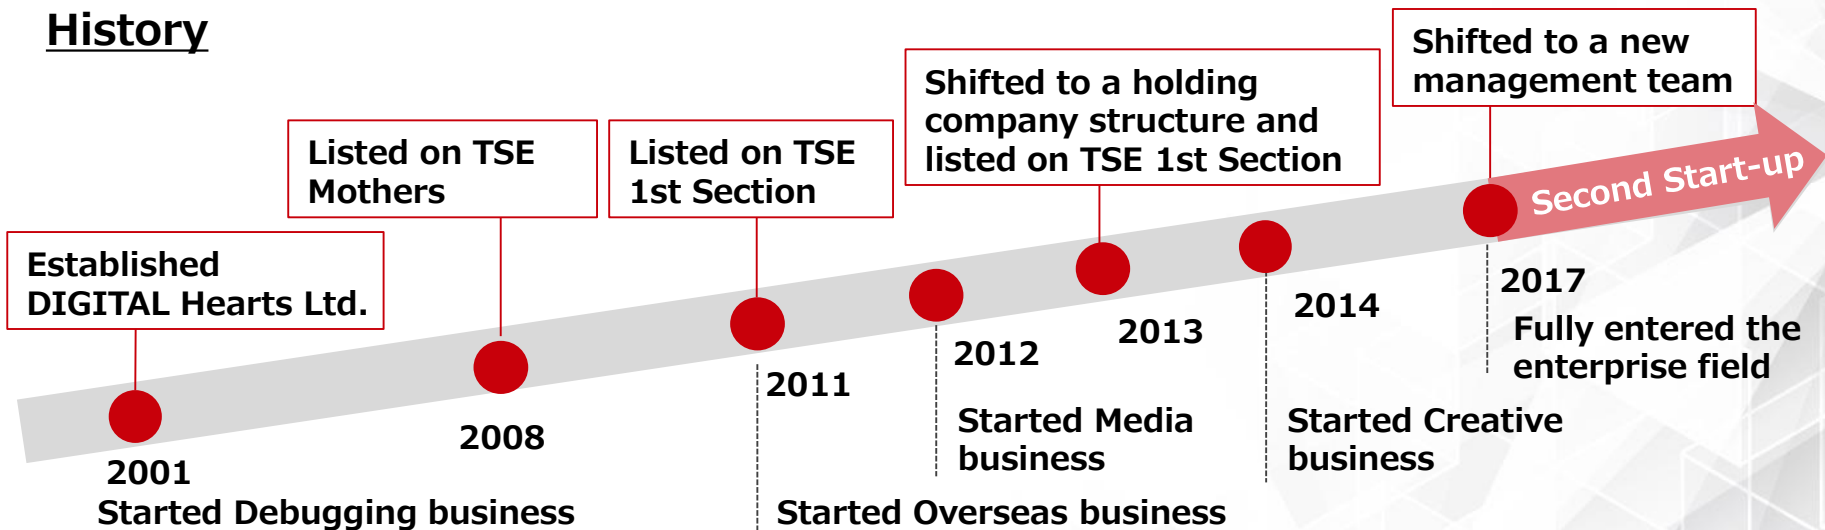 History
Established
DIGITAL Hearts Ltd.
2001
Started Debugging business
Listed on TSE
Mothers
2008
Listed on TSE
1st Section
2011
Started Overseas business
2012
Started Media
business
Shifted to a holding
company structure and
listed on TSE 1st Section
2013
2014
Started Creative
business
Shifted to a new
management team
2017
Fully entered the
enterprise field
Second Start-up